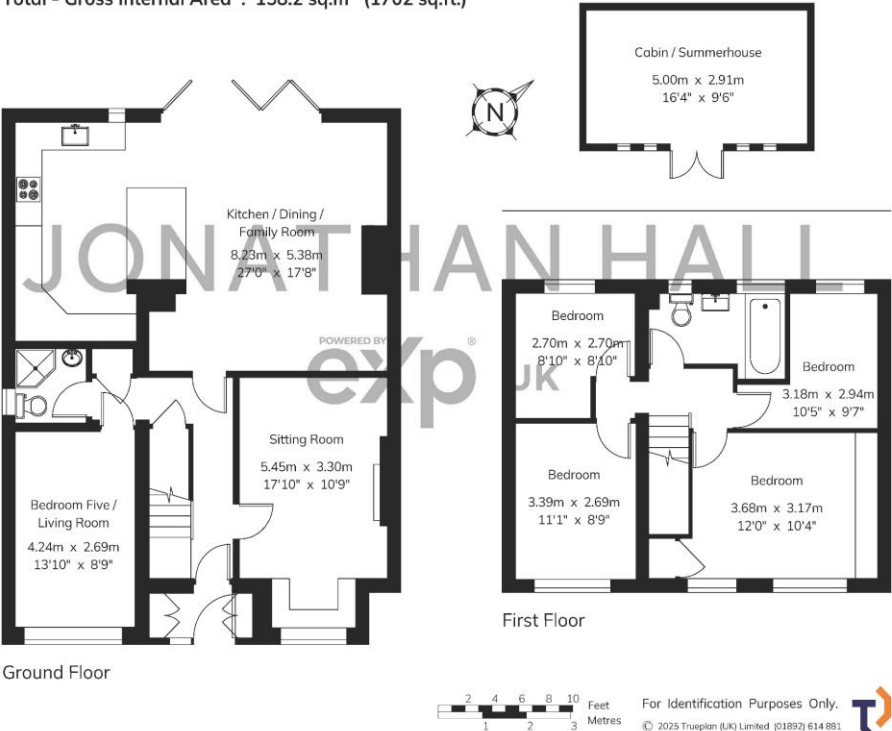 Total - Gross Internal Area : 158.2 sq.m (1702 sq.ft.)
Cabin / Summerhouse
5.00m x 2.91m
16'4" x 9'6"
N
Kitchen / Dining /
Family Room
8.23m x 5.38m
27'0" x 17'8"
JONATHAN HALL
POWERED BY
exp® UK
Sitting Room
5.45m x 3.30m
17'10" x 10'9"
Bedroom Five /
Living Room
4.24m x 2.69m
13'10" x 8'9"
Ground Floor
Bedroom
2.70m x 2.70m
8'10" x 8'10"
Bedroom
3.18m x 2.94m
10'5" x 9'7"
Bedroom
3.39m x 2.69m
11'1" x 8'9"
Bedroom
3.68m x 3.17m
12'0" x 10'4"
First Floor
2 4 6 8 10 Feet
1 2 3 Metres
For Identification Purposes Only.
© 2025 Trueplan (UK) Limited (01892) 614 881